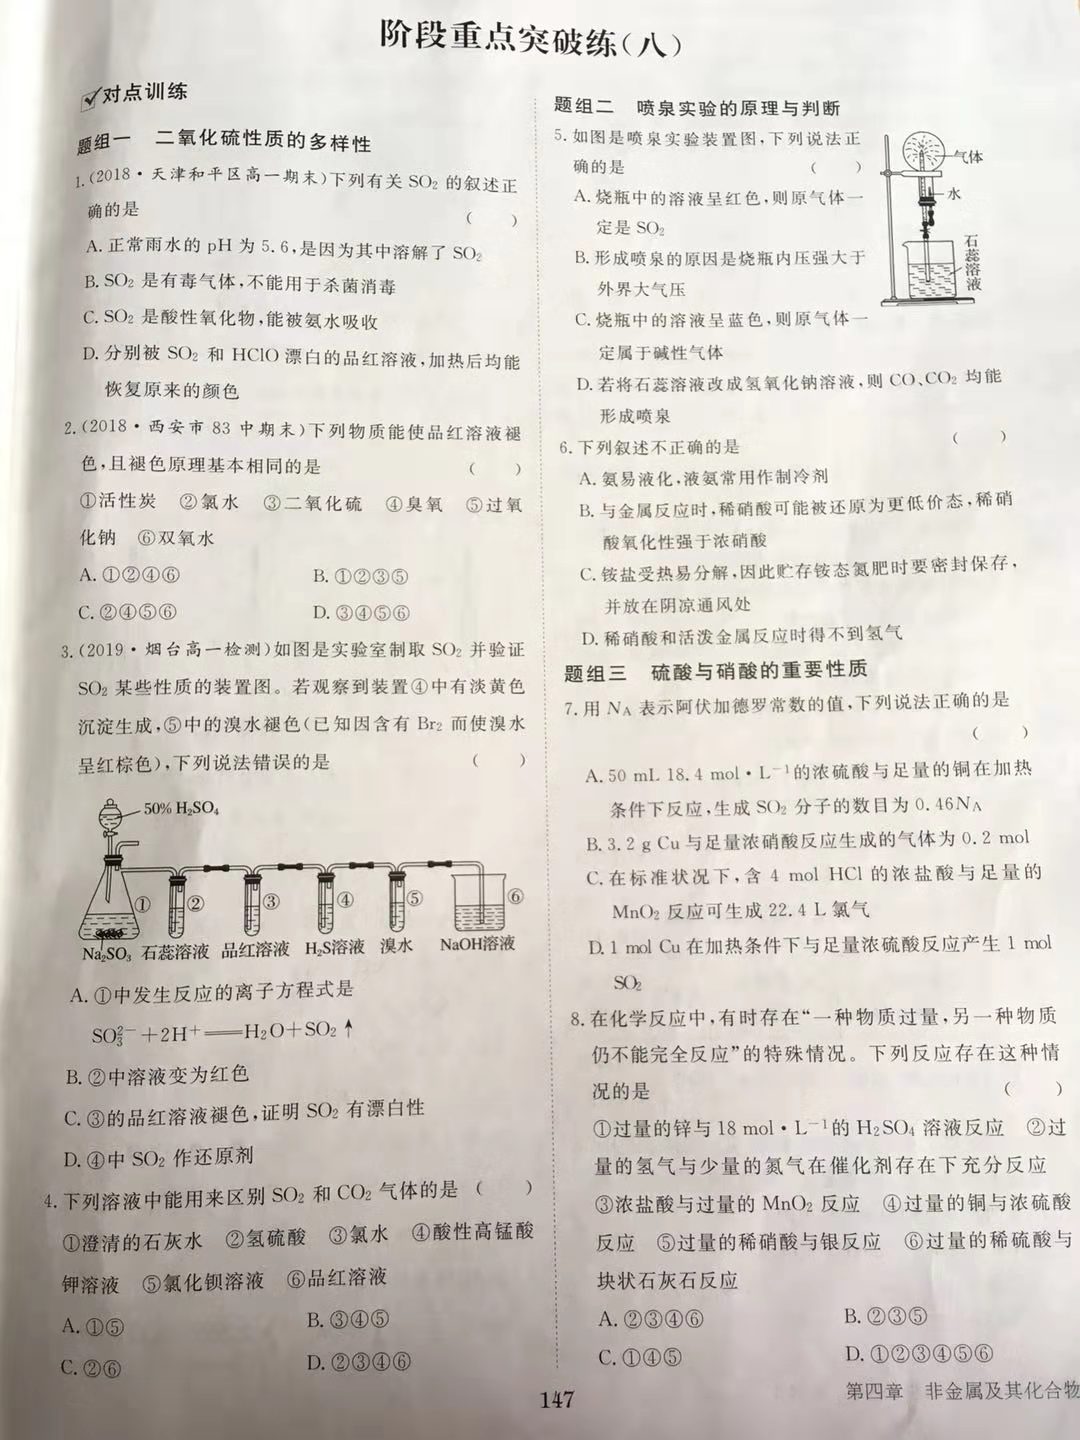 阶段重点突破练(八)
对点训练
题组一 二氧化硫性质的多样性
1.(2018·天津和平区高一期末)下列有关 SO₂ 的叙述正
确的是 ( )
A. 正常雨水的 pH 为 5.6,是因为其中溶解了 SO₂
B. SO₂ 是有毒气体,不能用于杀菌消毒
C. SO₂ 是酸性氧化物,能被氨水吸收
D. 分别被 SO₂ 和 HClO 漂白的品红溶液,加热后均能
恢复原来的颜色
2.(2018·西安市 83 中期末)下列物质能使品红溶液褪
色,且褪色原理基本相同的是 ( )
①活性炭 ②氯水 ③二氧化硫 ④臭氧 ⑤过氧
化钠 ⑥双氧水
A. ①②④⑥ B. ①②③⑤
C. ②④⑤⑥ D. ③④⑤⑥
3.(2019·烟台高一检测)如图是实验室制取 SO₂ 并验证
SO₂ 某些性质的装置图。若观察到装置④中有淡黄色
沉淀生成,⑤中的溴水褪色(已知因含有 Br₂ 而使溴水
呈红棕色),下列说法错误的是 ( )
50% H₂SO₄
① ② ③ ④ ⑤ ⑥
Na₂SO₃ 石蕊溶液 品红溶液 H₂S溶液 溴水 NaOH溶液
A. ①中发生反应的离子方程式是
SO₃²⁻+2H⁺══H₂O+SO₂↑
B. ②中溶液变为红色
C. ③的品红溶液褪色,证明 SO₂ 有漂白性
D. ④中 SO₂ 作还原剂
4. 下列溶液中能用来区别 SO₂ 和 CO₂ 气体的是 ( )
①澄清的石灰水 ②氢硫酸 ③氯水 ④酸性高锰酸
钾溶液 ⑤氯化钡溶液 ⑥品红溶液
A. ①⑤ B. ③④⑤
C. ②⑥ D. ②③④⑥
题组二 喷泉实验的原理与判断
5. 如图是喷泉实验装置图,下列说法正
确的是 ( )
A. 烧瓶中的溶液呈红色,则原气体一
定是 SO₂
B. 形成喷泉的原因是烧瓶内压强大于
外界大气压
C. 烧瓶中的溶液呈蓝色,则原气体一
定属于碱性气体
D. 若将石蕊溶液改成氢氧化钠溶液,则 CO、CO₂ 均能
形成喷泉
气体
水
石蕊溶液
6. 下列叙述不正确的是 ( )
A. 氨易液化,液氨常用作制冷剂
B. 与金属反应时,稀硝酸可能被还原为更低价态,稀硝
酸氧化性强于浓硝酸
C. 铵盐受热易分解,因此贮存铵态氮肥时要密封保存,
并放在阴凉通风处
D. 稀硝酸和活泼金属反应时得不到氢气
题组三 硫酸与硝酸的重要性质
7. 用 N_A 表示阿伏加德罗常数的值,下列说法正确的是
( )
A. 50 mL 18.4 mol·L⁻¹的浓硫酸与足量的铜在加热
条件下反应,生成 SO₂ 分子的数目为 0.46N_A
B. 3.2 g Cu 与足量浓硝酸反应生成的气体为 0.2 mol
C. 在标准状况下,含 4 mol HCl 的浓盐酸与足量的
MnO₂ 反应可生成 22.4 L 氯气
D. 1 mol Cu 在加热条件下与足量浓硫酸反应产生 1 mol
SO₂
8. 在化学反应中,有时存在“一种物质过量,另一种物质
仍不能完全反应”的特殊情况。下列反应存在这种情
况的是 ( )
①过量的锌与 18 mol·L⁻¹的 H₂SO₄ 溶液反应 ②过
量的氢气与少量的氮气在催化剂存在下充分反应
③浓盐酸与过量的 MnO₂ 反应 ④过量的铜与浓硫酸
反应 ⑤过量的稀硝酸与银反应 ⑥过量的稀硫酸与
块状石灰石反应
A. ②③④⑥ B. ②③⑤
C. ①④⑤ D. ①②③④⑤⑥
147
第四章 非金属及其化合物